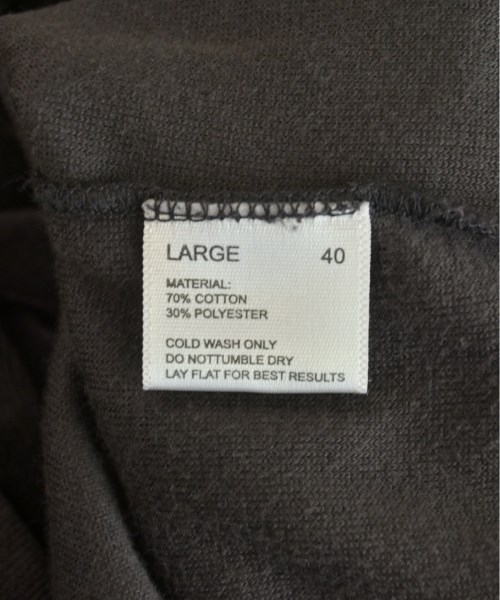 LARGE 40
MATERIAL:
70% COTTON
30% POLYESTER
COLD WASH ONLY
DO NOTTUMBLE DRY
LAY FLAT FOR BEST RESULTS